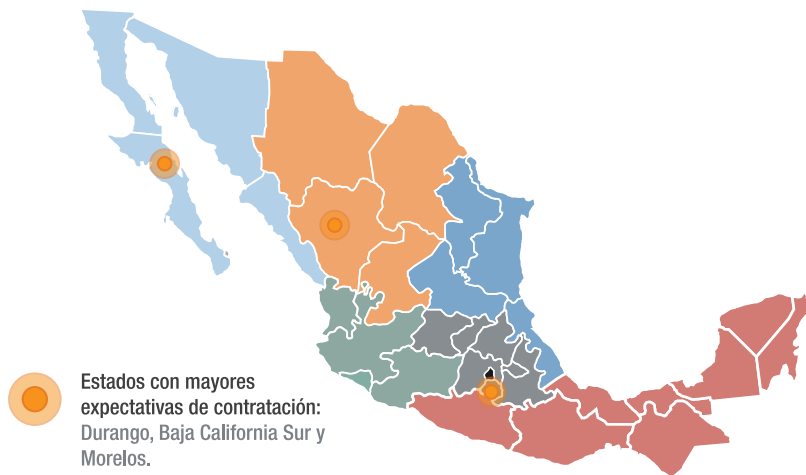 Estados con mayores
expectativas de contratación:
Durango, Baja California Sur y
Morelos.